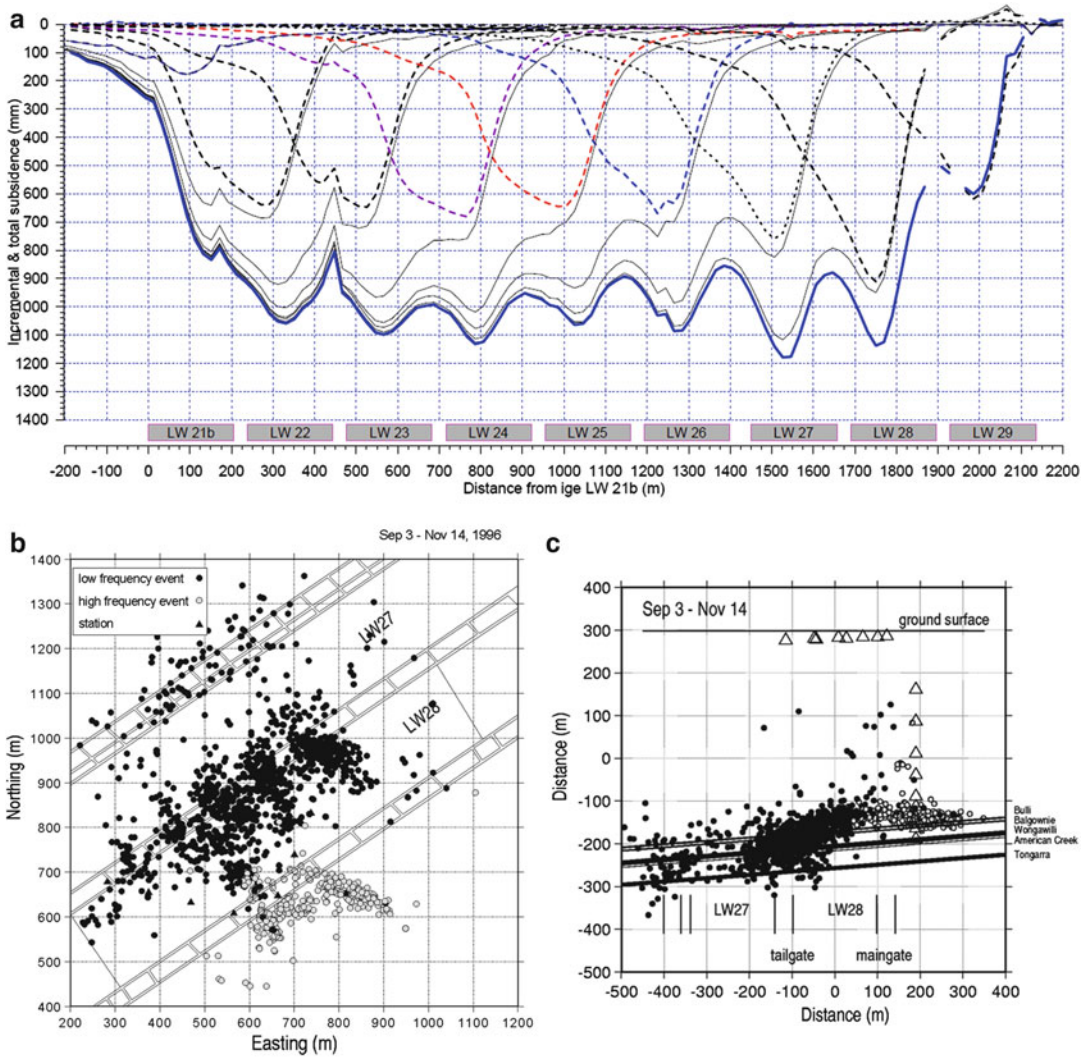 a
Incremental & total subsidence (mm)
0
100
200
300
400
500
600
700
800
900
1000
1100
1200
1300
1400
LW 21b LW 22 LW 23 LW 24 LW 25 LW 26 LW 27 LW 28 LW 29
-200 -100 0 100 200 300 400 500 600 700 800 900 1000 1100 1200 1300 1400 1500 1600 1700 1800 1900 2000 2100 2200
Distance from ige LW 21b (m)
b
Sep 3 - Nov 14, 1996
low frequency event
high frequency event
station
LW27
LW28
Northing (m)
1400
1300
1200
1100
1000
900
800
700
600
500
400
200 300 400 500 600 700 800 900 1000 1100 1200
Easting (m)
c
Sep 3 - Nov 14
ground surface
Distance (m)
400
300
200
100
0
-100
-200
-300
-400
-500
Bulli
Balgownie
Wongawilli
American Creek
Tongarra
LW27 LW28
tailgate maingate
-500 -400 -300 -200 -100 0 100 200 300 400
Distance (m)